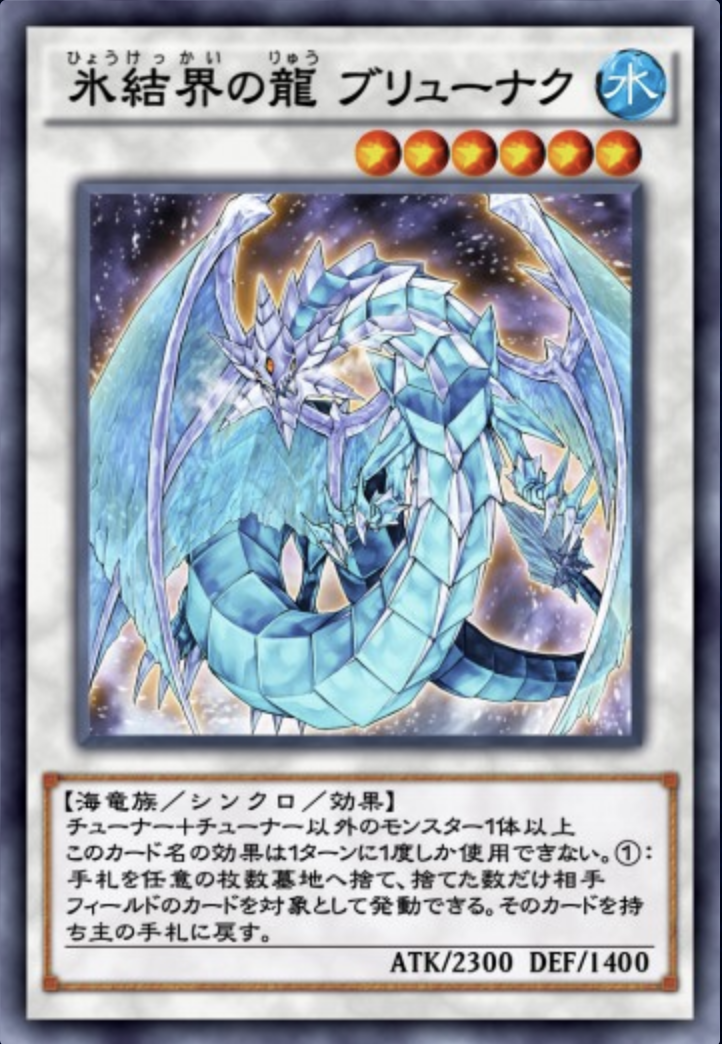 ひょうけっかい りゅう
氷結界の龍 ブリューナク
水
【海竜族／シンクロ／効果】
チューナー＋チューナー以外のモンスター1体以上
このカード名の効果は1ターンに1度しか使用できない。①：
手札を任意の枚数墓地へ捨て、捨てた数だけ相手
フィールドのカードを対象として発動できる。そのカードを持
ち主の手札に戻す。
ATK/2300 DEF/1400